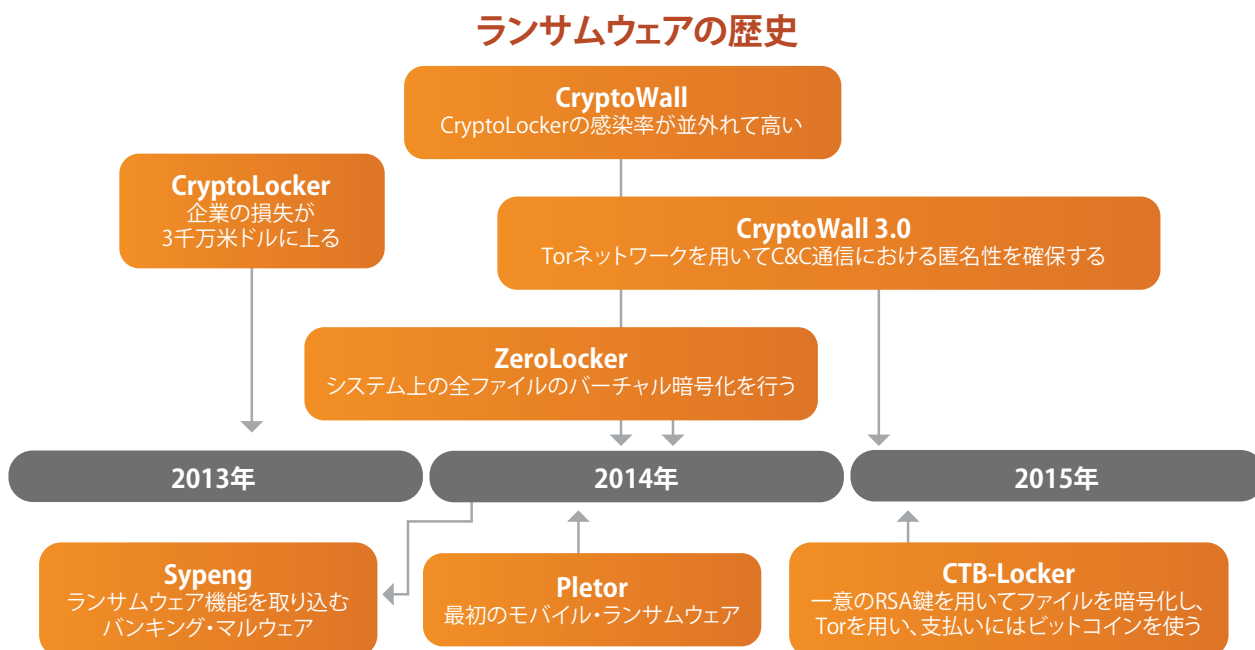 ランサムウェアの歴史
CryptoWall
CryptoLockerの感染率が並外れて高い
CryptoLocker
企業の損失が
3千万米ドルに上る
CryptoWall 3.0
Torネットワークを用いてC&C通信における匿名性を確保する
ZeroLocker
システム上の全ファイルのバーチャル暗号化を行う
2013年
2014年
2015年
Sypeng
ランサムウェア機能を取り込む
バンキング・マルウェア
Pletor
最初のモバイル・ランサムウェア
CTB-Locker
一意のRSA鍵を用いてファイルを暗号化し、
Torを用い、支払いにはビットコインを使う